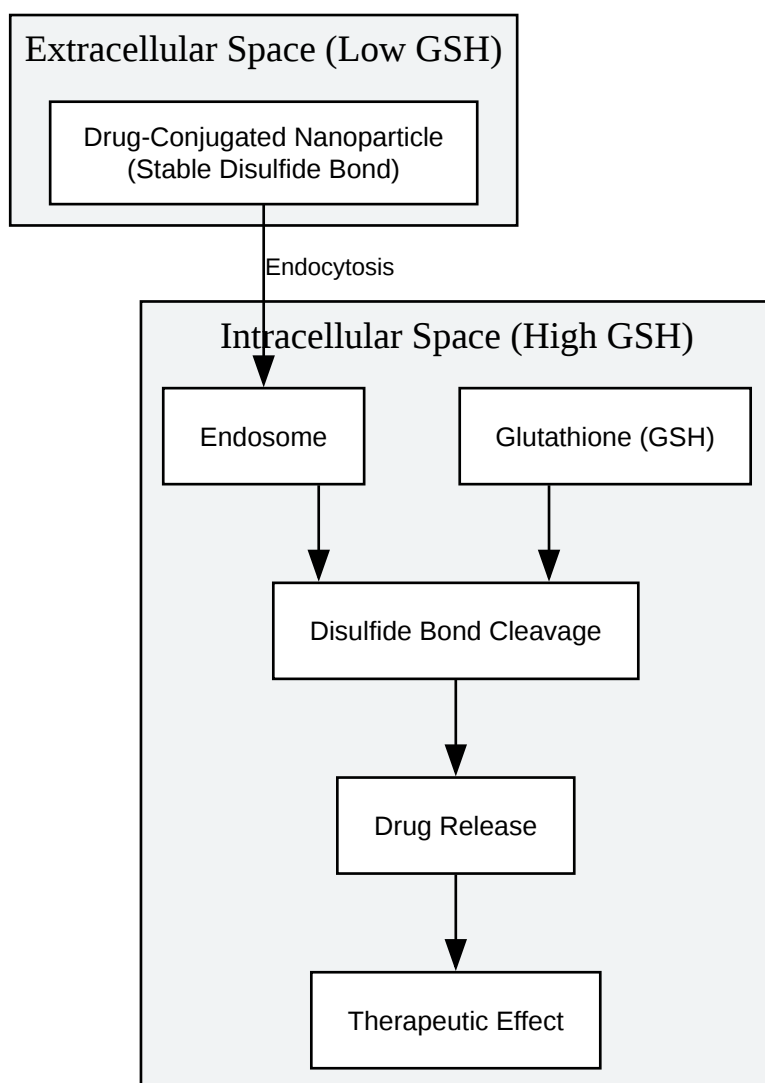 Extracellular Space (Low GSH)
Drug-Conjugated Nanoparticle
(Stable Disulfide Bond)
Endocytosis
Intracellular Space (High GSH)
Endosome
Glutathione (GSH)
Disulfide Bond Cleavage
Drug Release
Therapeutic Effect